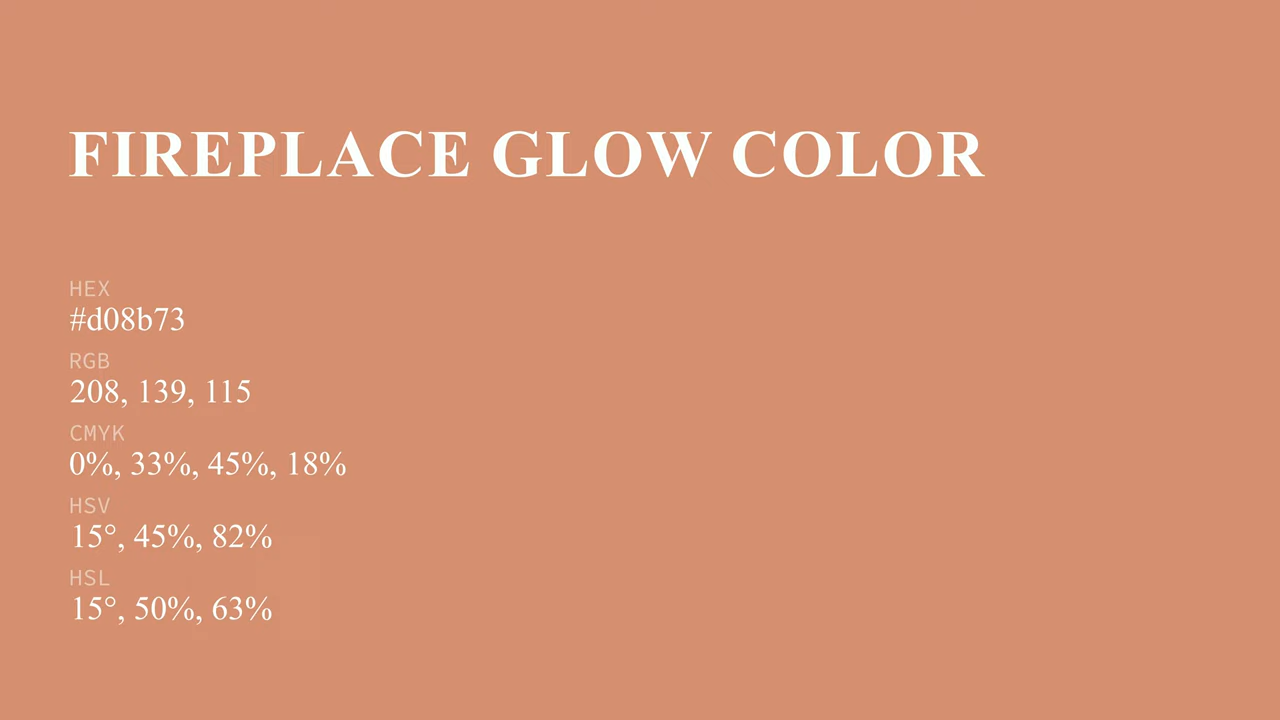 FIREPLACE GLOW COLOR
HEX
#d08b73
RGB
208, 139, 115
CMYK
0%, 33%, 45%, 18%
HSV
15°, 45%, 82%
HSL
15°, 50%, 63%